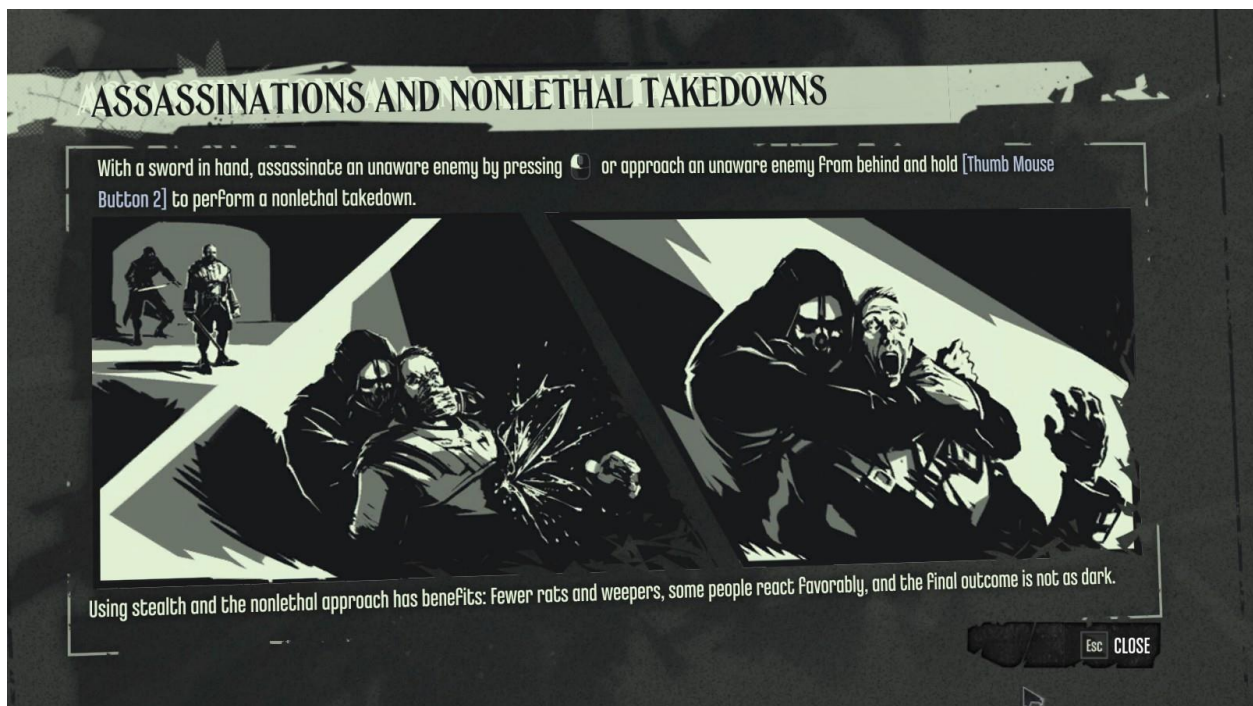 ASSASSINATIONS AND NONLETHAL TAKEDOWNS
With a sword in hand, assassinate an unaware enemy by pressing or approach an unaware enemy from behind and hold [Thumb Mouse
Button 2] to perform a nonlethal takedown.
Using stealth and the nonlethal approach has benefits: Fewer rats and weepers, some people react favorably, and the final outcome is not as dark.
Esc CLOSE